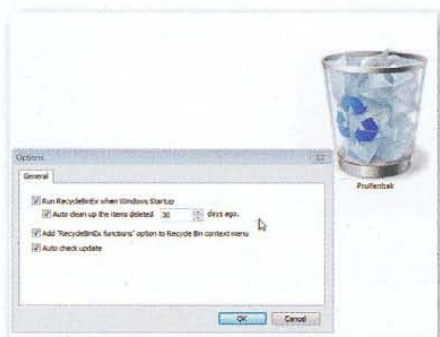 Prullenbak
Options
General
Run RecycleBinEx when Windows Startup
Auto clean up the items deleted 30 days ago.
Add "RecycleBinEx functions" option to Recycle Bin context menu
Auto check update
OK Cancel